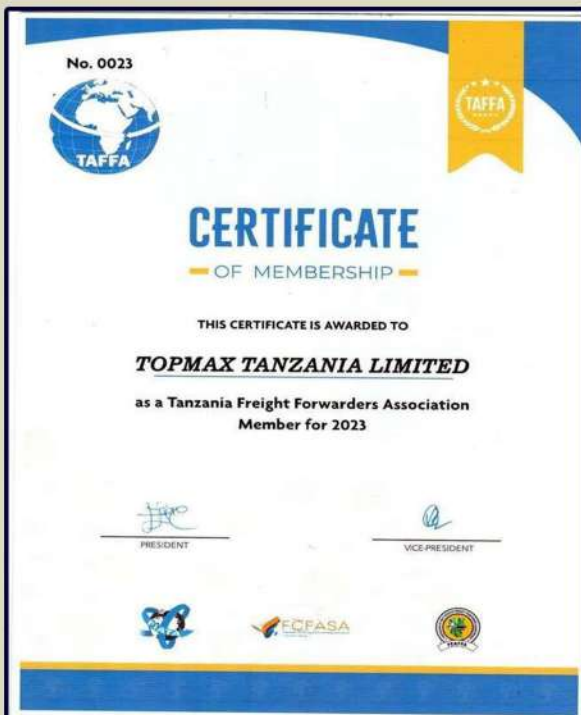 No. 0023
TAFFA
TAFFA
CERTIFICATE
OF MEMBERSHIP
THIS CERTIFICATE IS AWARDED TO
TOPMAX TANZANIA LIMITED
as a Tanzania Freight Forwarders Association
Member for 2023
PRESIDENT
VICE-PRESIDENT
FCFASA